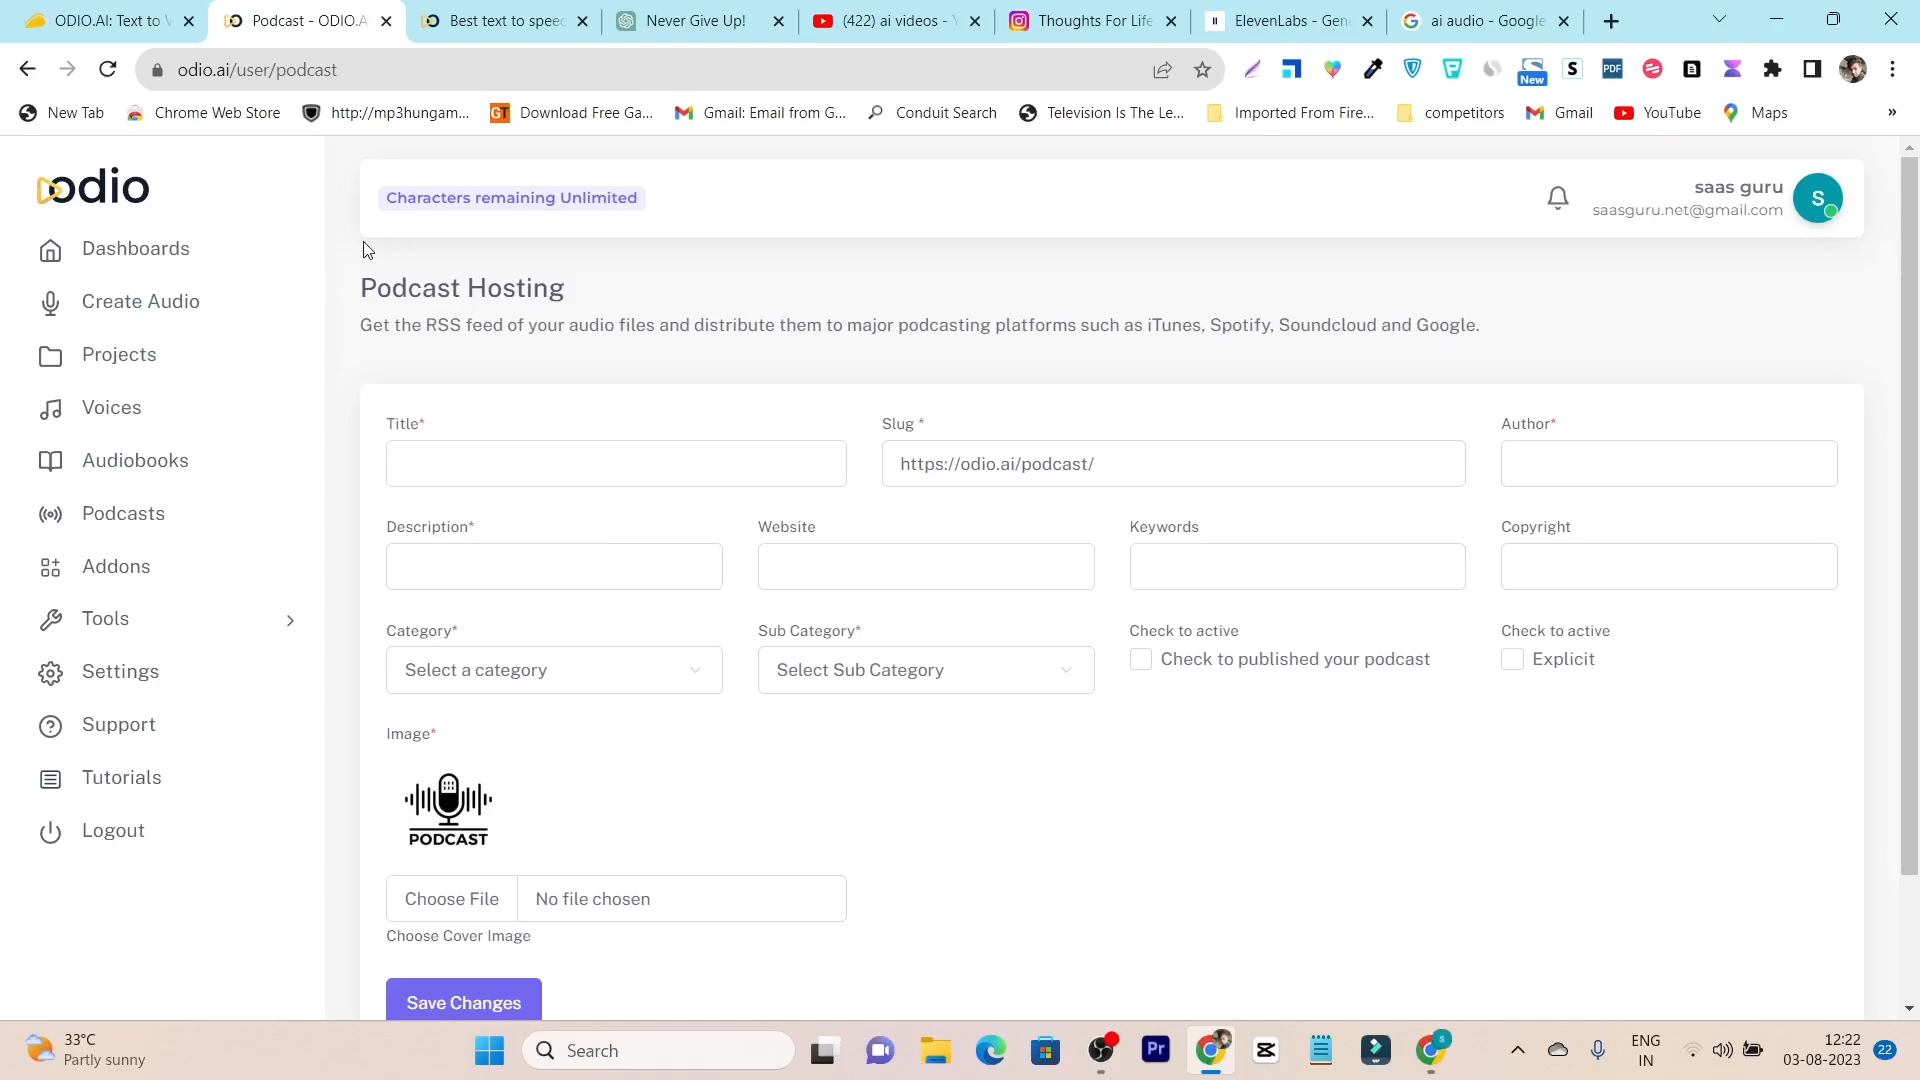 ODIO.AI: Text to V
Podcast - ODIO.A
Best text to speec
Never Give Up!
(422) ai videos - Y
Thoughts For Life
ElevenLabs - Gen
ai audio - Google
odio.ai/user/podcast
New
S
PDF
New Tab
Chrome Web Store
http://mp3hungam...
GT
Download Free Ga...
Gmail: Email from G...
Conduit Search
Television Is The Le...
Imported From Fire...
competitors
Gmail
YouTube
Maps
»
odio
Characters remaining Unlimited
saas guru
saasguru.net@gmail.com
S
Dashboards
Create Audio
Projects
Voices
Audiobooks
Podcasts
Addons
Tools
Settings
Support
Tutorials
Logout
Podcast Hosting
Get the RSS feed of your audio files and distribute them to major podcasting platforms such as iTunes, Spotify, Soundcloud and Google.
Title*
Slug *
Author*
https://odio.ai/podcast/
Description*
Website
Keywords
Copyright
Category*
Sub Category*
Check to active
Check to active
Select a category
Select Sub Category
Check to published your podcast
Explicit
Image*
PODCAST
Choose File
No file chosen
Choose Cover Image
Save Changes
33°C
Partly sunny
Search
Pr
S
ENG
IN
12:22
03-08-2023
22